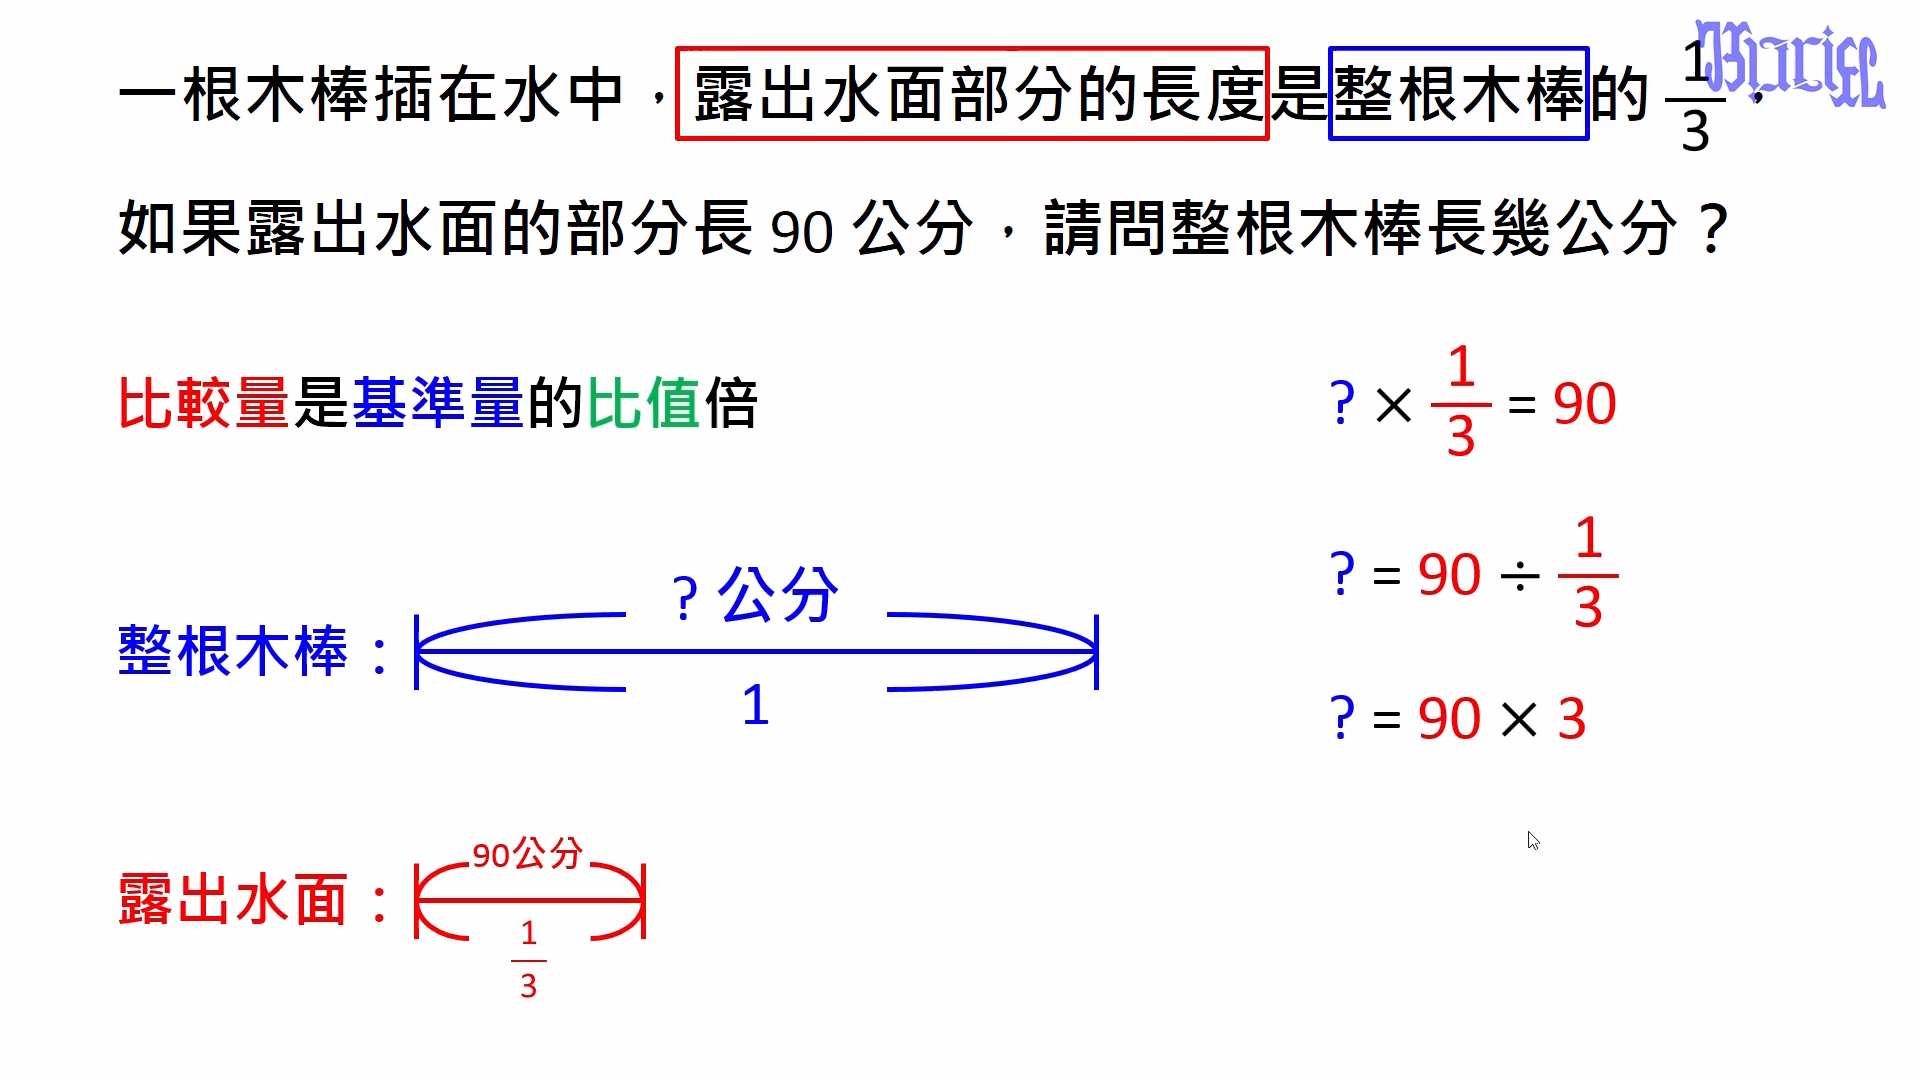 一根木棒插在水中，露出水面部分的長度是整根木棒的 1/3，
如果露出水面的部分長 90 公分，請問整根木棒長幾公分？
比較量是基準量的比值倍
? × 1/3 = 90
? = 90 ÷ 1/3
? = 90 × 3
? 公分
整根木棒：
1
90公分
露出水面：
1/3